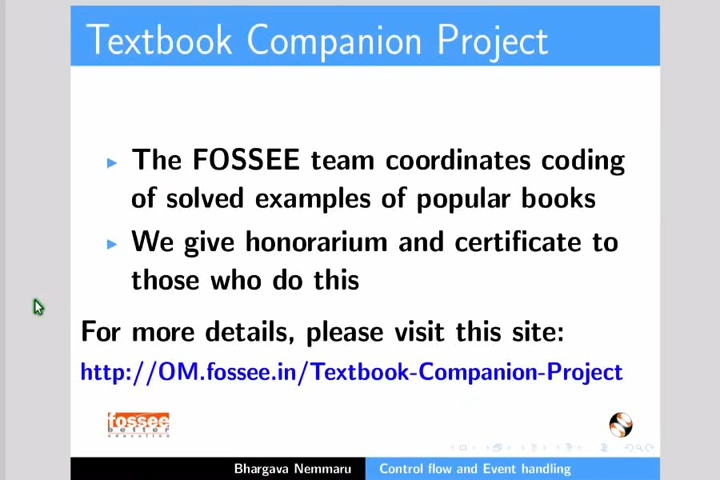 Textbook Companion Project
The FOSSEE team coordinates coding
of solved examples of popular books
We give honorarium and certificate to
those who do this
For more details, please visit this site:
http://OM.fossee.in/Textbook-Companion-Project
fossee
better
education
Bhargava Nemmaru Control flow and Event handling